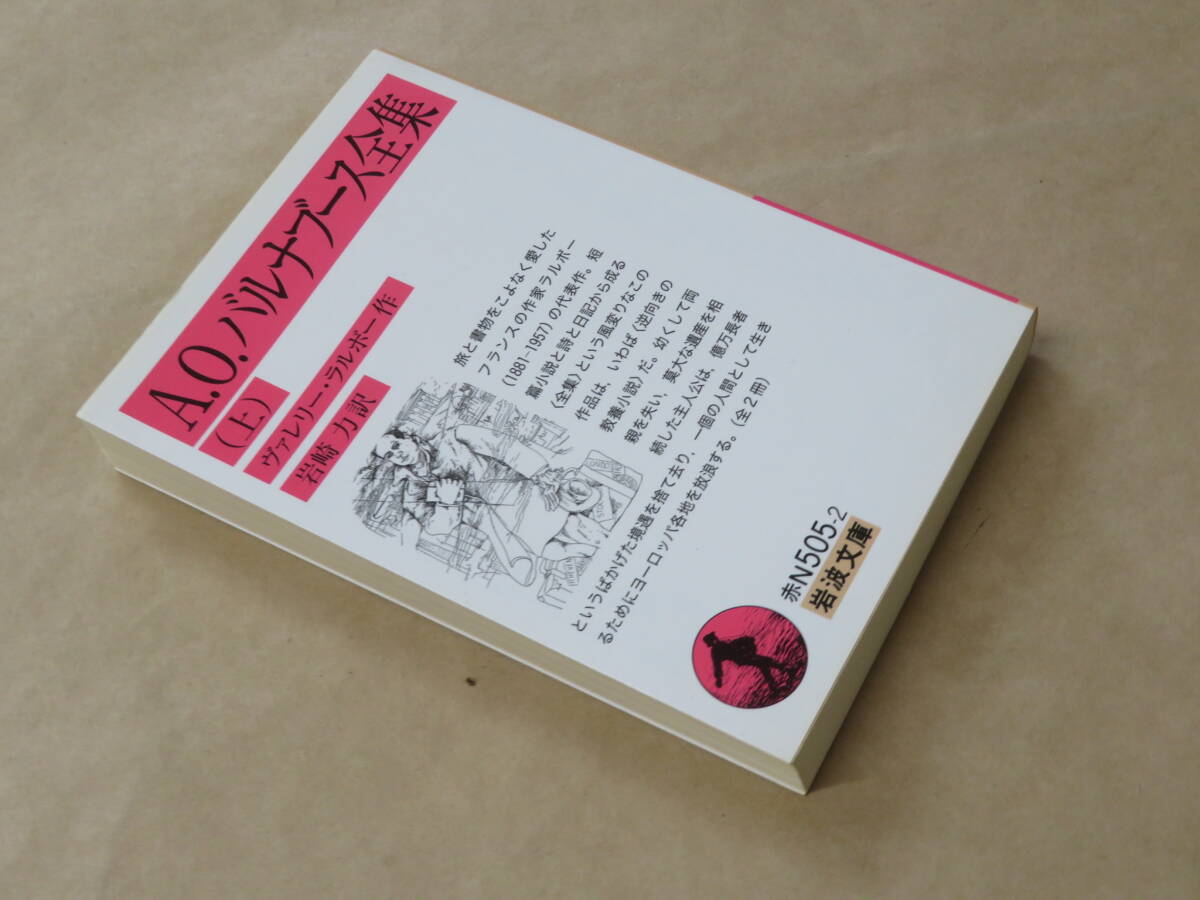 A.O.バルナブース全集
(上)
ヴァレリー・ラルボー作
岩崎 力訳
旅と書物をこよなく愛した
フランスの作家ラルボー
(1881-1957)の代表作。短
篇小説と詩と日記から成る
〈全集〉という風変りなこの
作品は、いわば〈逆向きの
教養小説〉だ。幼くして両
親を失い、莫大な遺産を相
続した主人公は、億万長者
というばかげた境遇を捨て去り、一個の人間として生き
るためにヨーロッパ各地を放浪する。(全2冊)
赤N505-2
岩波文庫